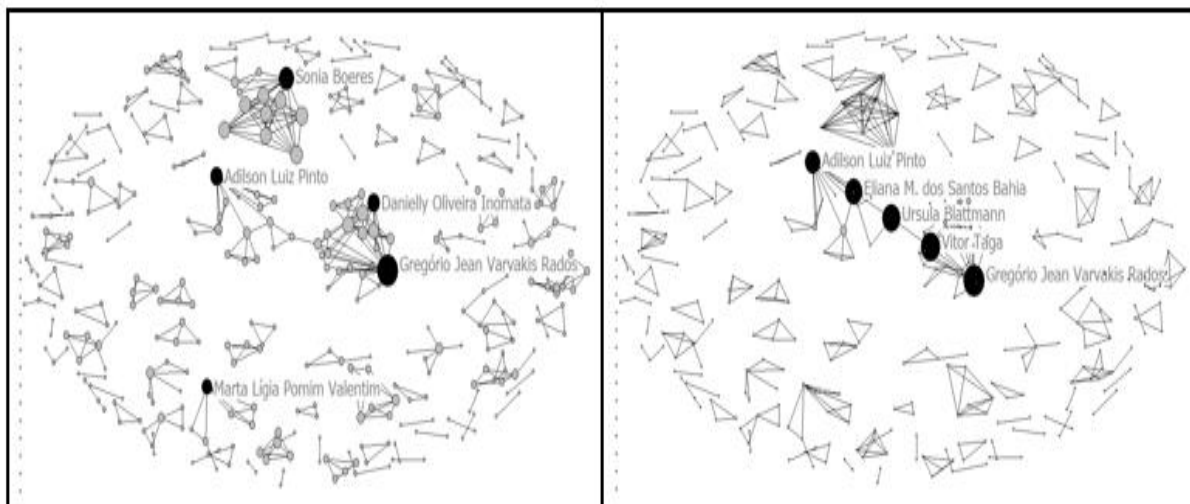 Sonia Boeres
Adilson Luiz Pinto
Danielly Oliveira Inomata
Gregório Jean Varvakis Rados
Marta Lígia Pomim Valentim
Adilson Luiz Pinto
Eliana M. dos Santos Bahia
Ursula Blattmann
Vitor Taga
Gregório Jean Varvakis Rados